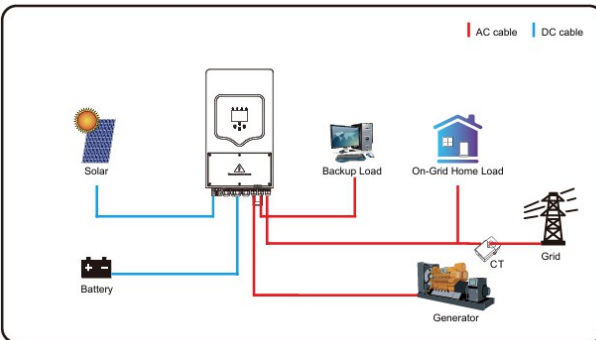 AC cable
DC cable
Solar
Backup Load
On-Grid Home Load
CT
Grid
Battery
Generator